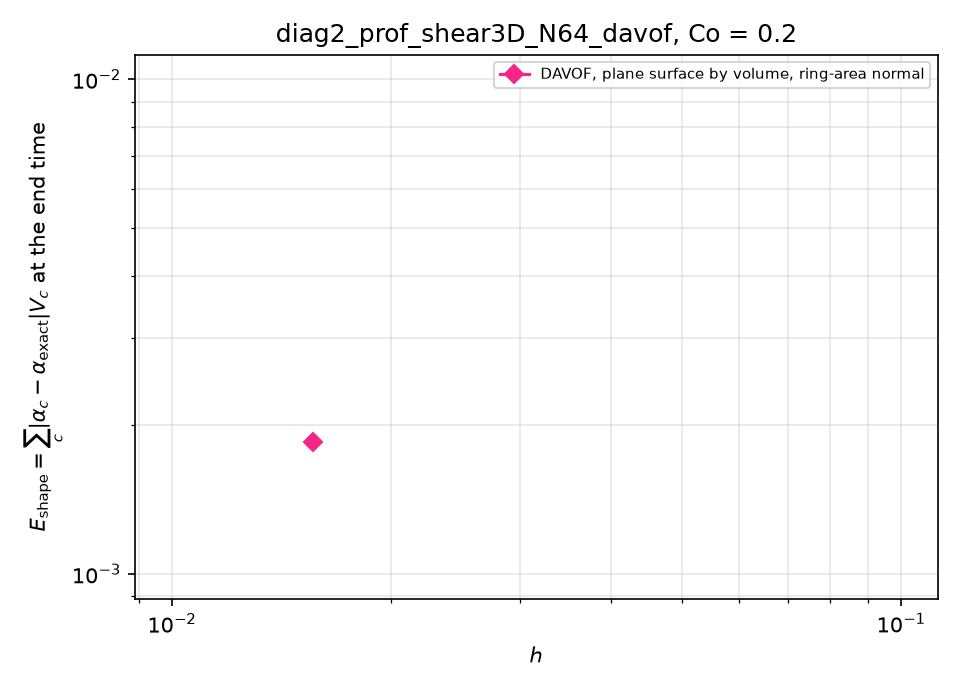 diag2_prof_shear3D_N64_davof, Co = 0.2
DAVOF, plane surface by volume, ring-area normal
10⁻²
10⁻³
E_shape = ∑_c |α_c − α_exact|V_c at the end time
10⁻²
10⁻¹
h